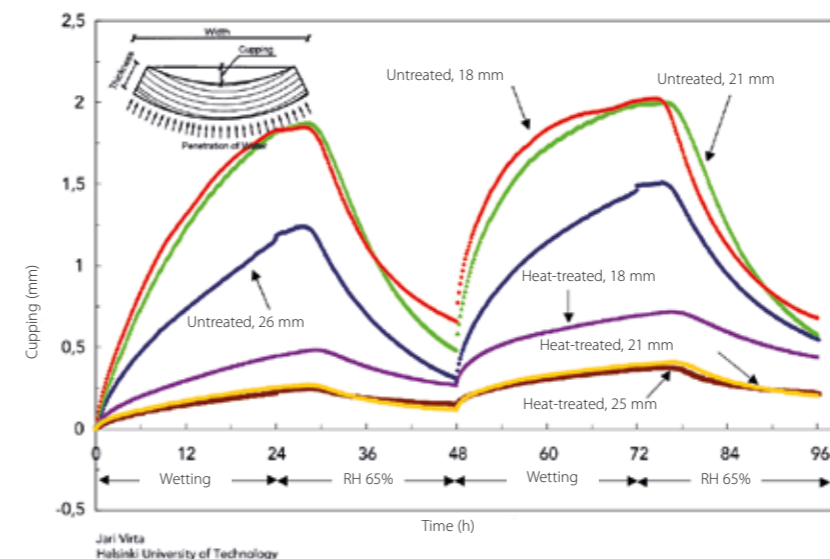 2,5
2
1,5
1
0,5
0
-0,5
Cupping (mm)
Width
Cupping
Thickness
Penetration of Water
Untreated, 18 mm
Untreated, 21 mm
Untreated, 26 mm
Heat-treated, 18 mm
Heat-treated, 21 mm
Heat-treated, 25 mm
0 12 24 36 48 60 72 84 96
Wetting RH 65% Wetting RH 65%
Time (h)
Jari Virta
Helsinki University of Technology